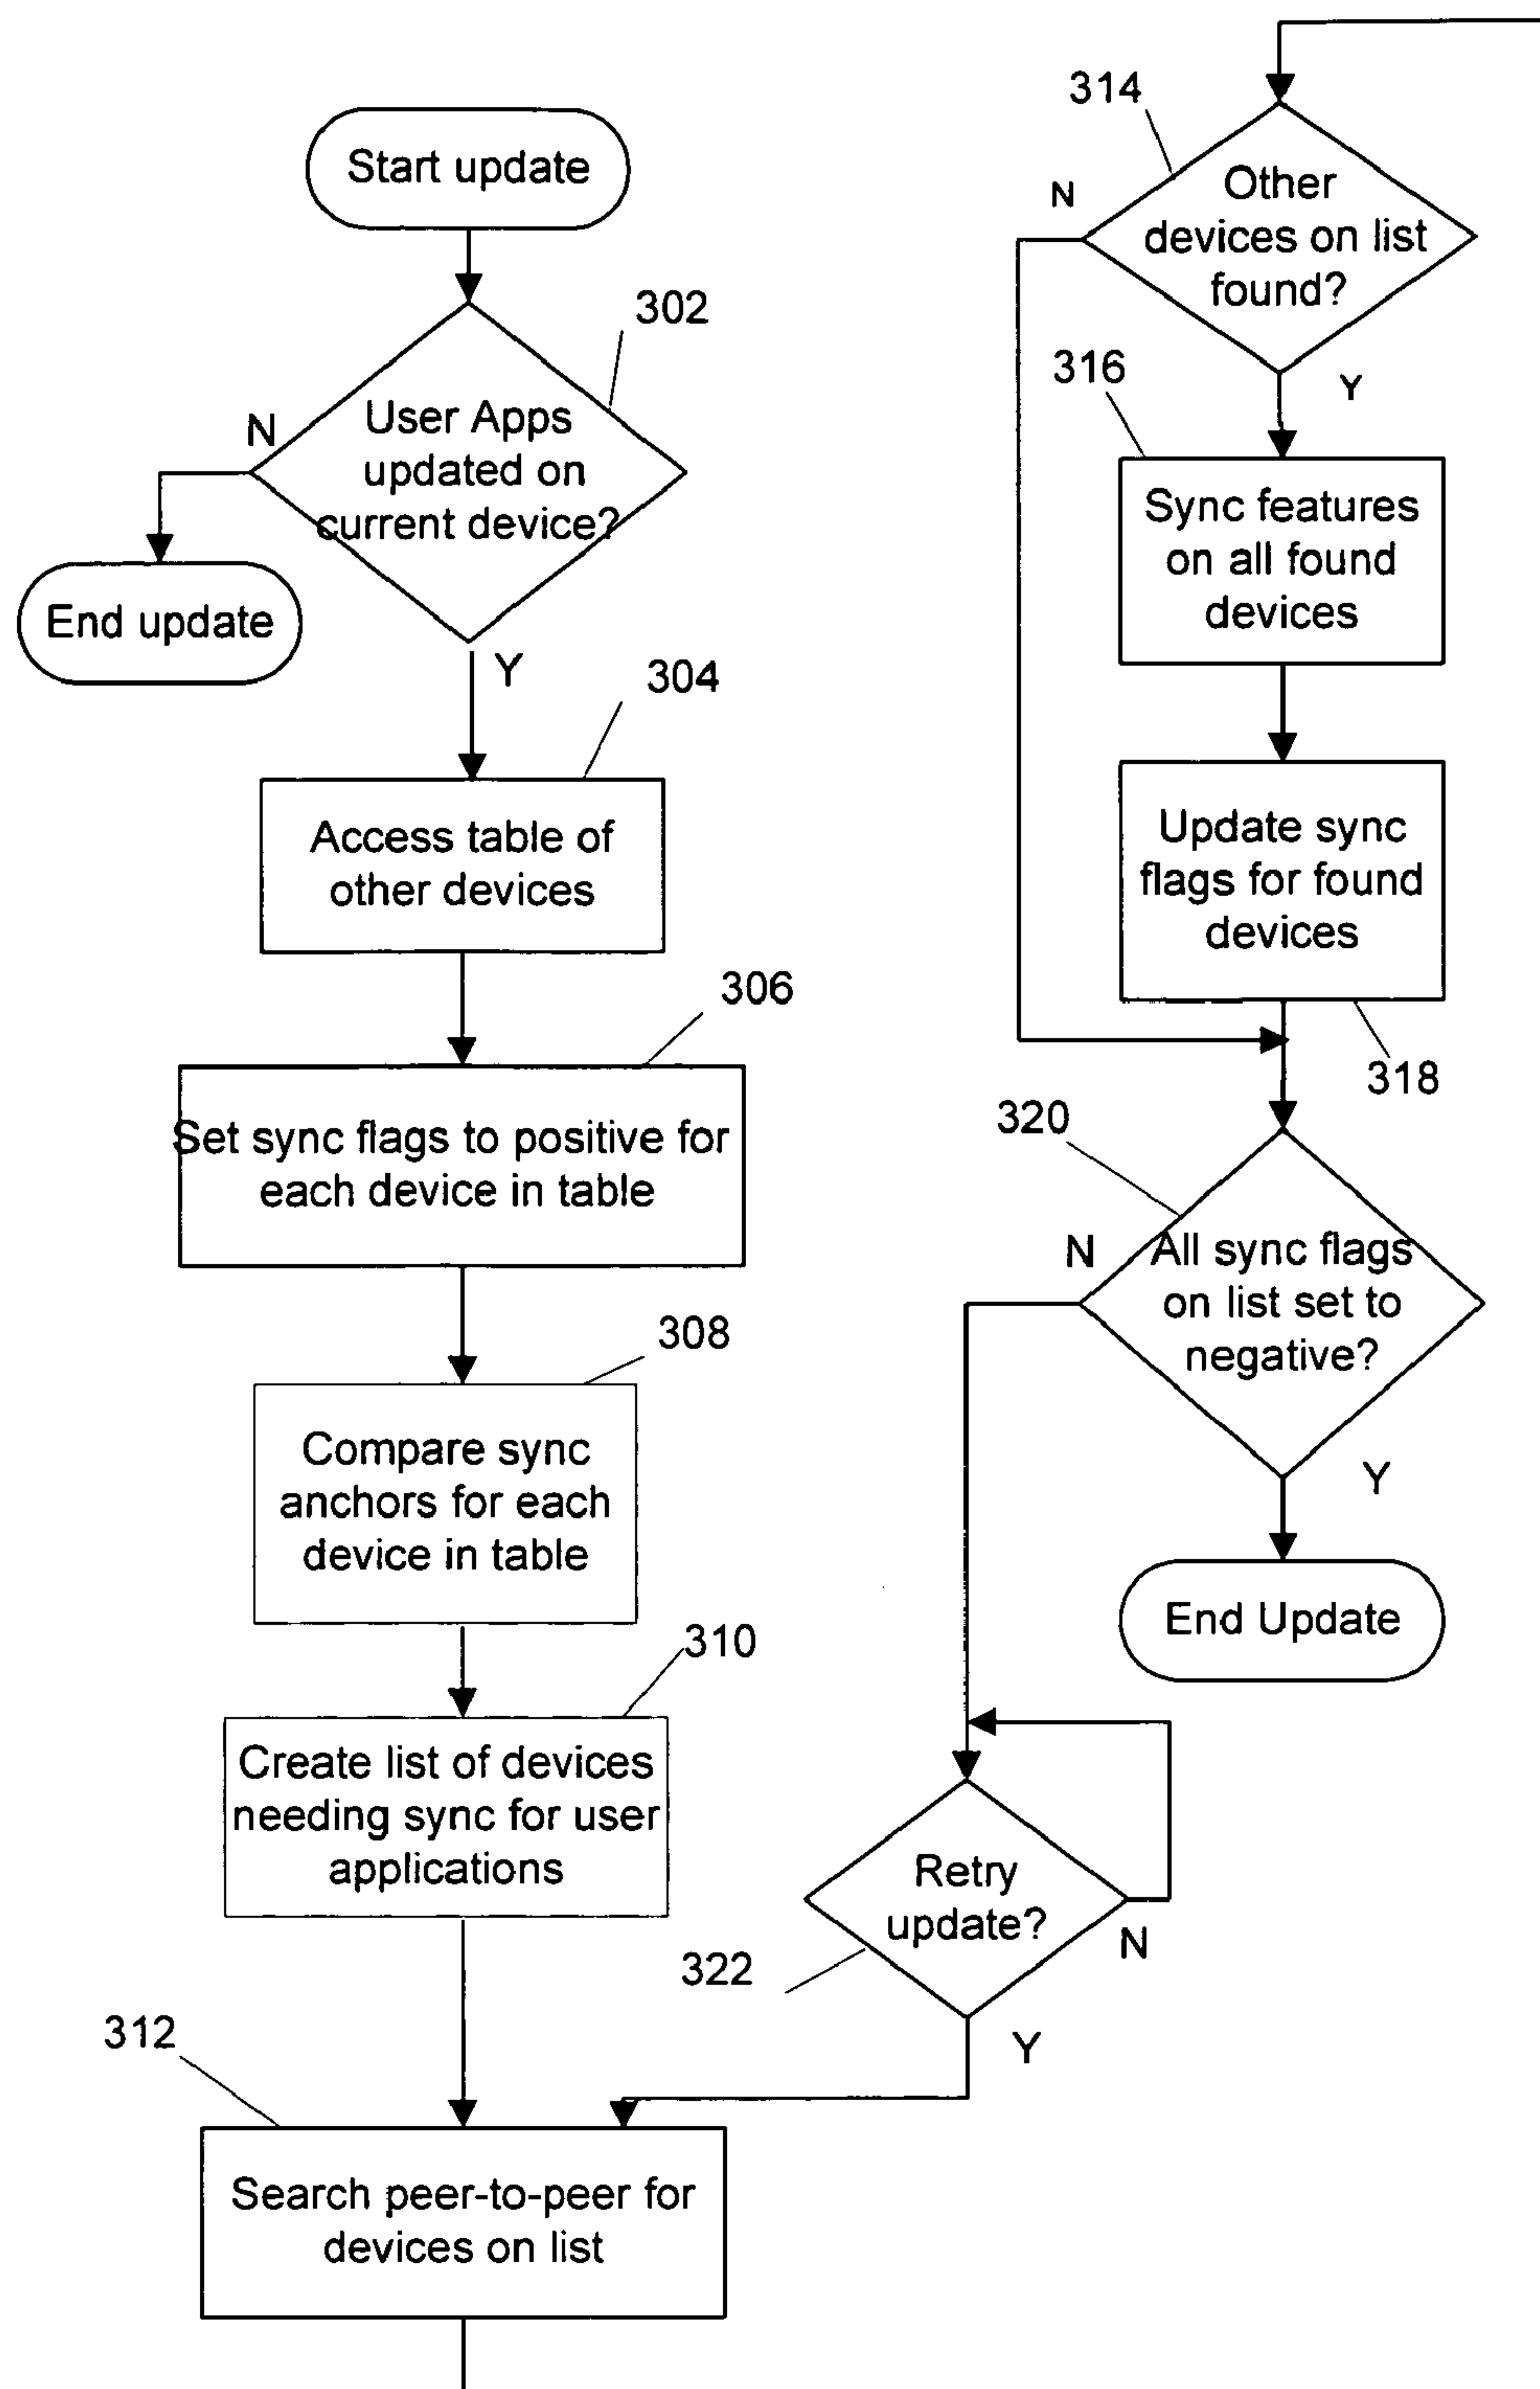 Start update
302
User Apps
updated on
current device?
N
End update
Y
304
Access table of
other devices
306
Set sync flags to positive for
each device in table
308
Compare sync
anchors for each
device in table
310
Create list of devices
needing sync for user
applications
312
Search peer-to-peer for
devices on list
314
Other
devices on list
found?
N
Y
316
Sync features
on all found
devices
Update sync
flags for found
devices
318
320
All sync flags
on list set to
negative?
N
Y
End Update
Retry
update?
N
322
Y